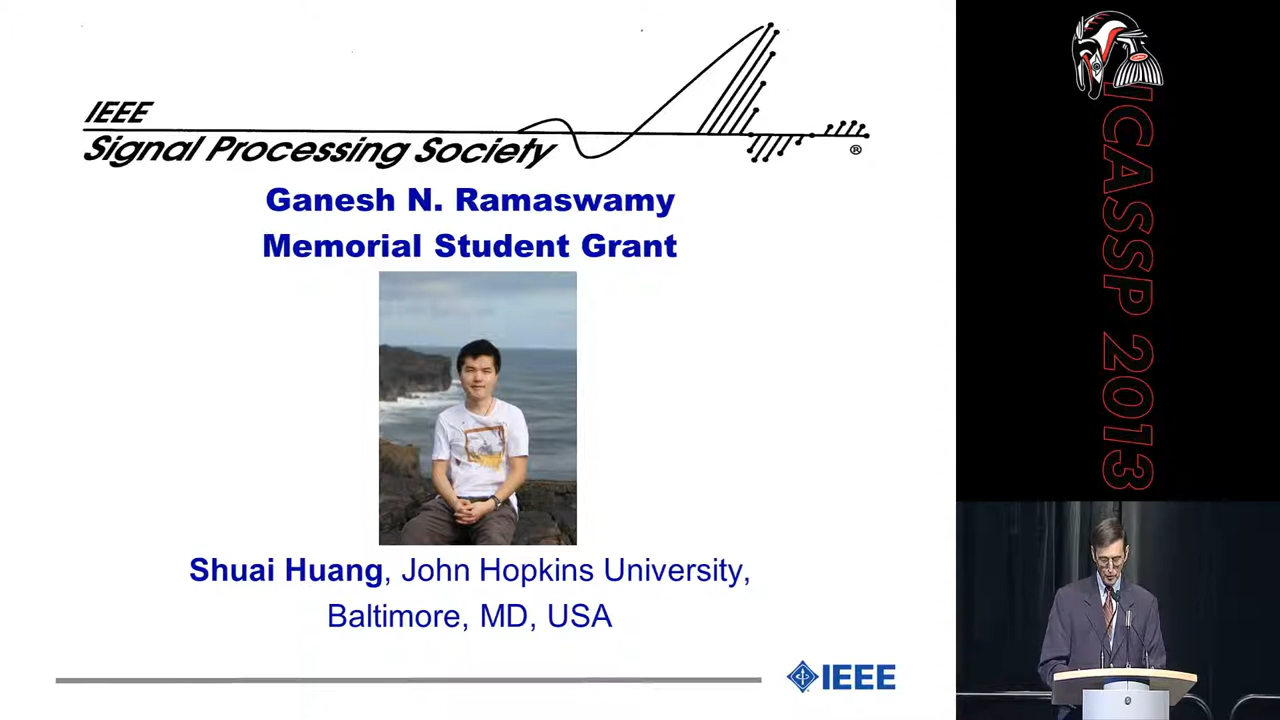 IEEE
Signal Processing Society
®
Ganesh N. Ramaswamy
Memorial Student Grant
Shuai Huang, John Hopkins University,
Baltimore, MD, USA
IEEE
ICASSP 2013